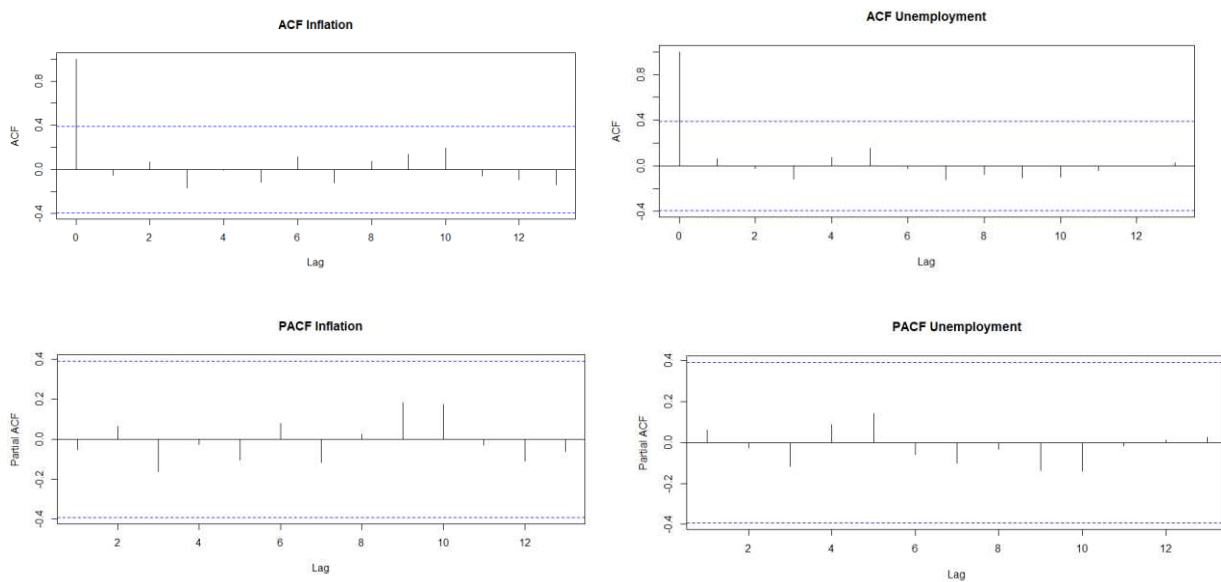 ACF Inflation
ACF
0.8
0.4
0.0
-0.4
0 2 4 6 8 10 12
Lag
ACF Unemployment
ACF
0.8
0.4
0.0
-0.4
0 2 4 6 8 10 12
Lag
PACF Inflation
Partial ACF
0.4
0.2
0.0
-0.2
-0.4
2 4 6 8 10 12
Lag
PACF Unemployment
Partial ACF
0.4
0.2
0.0
-0.2
-0.4
2 4 6 8 10 12
Lag